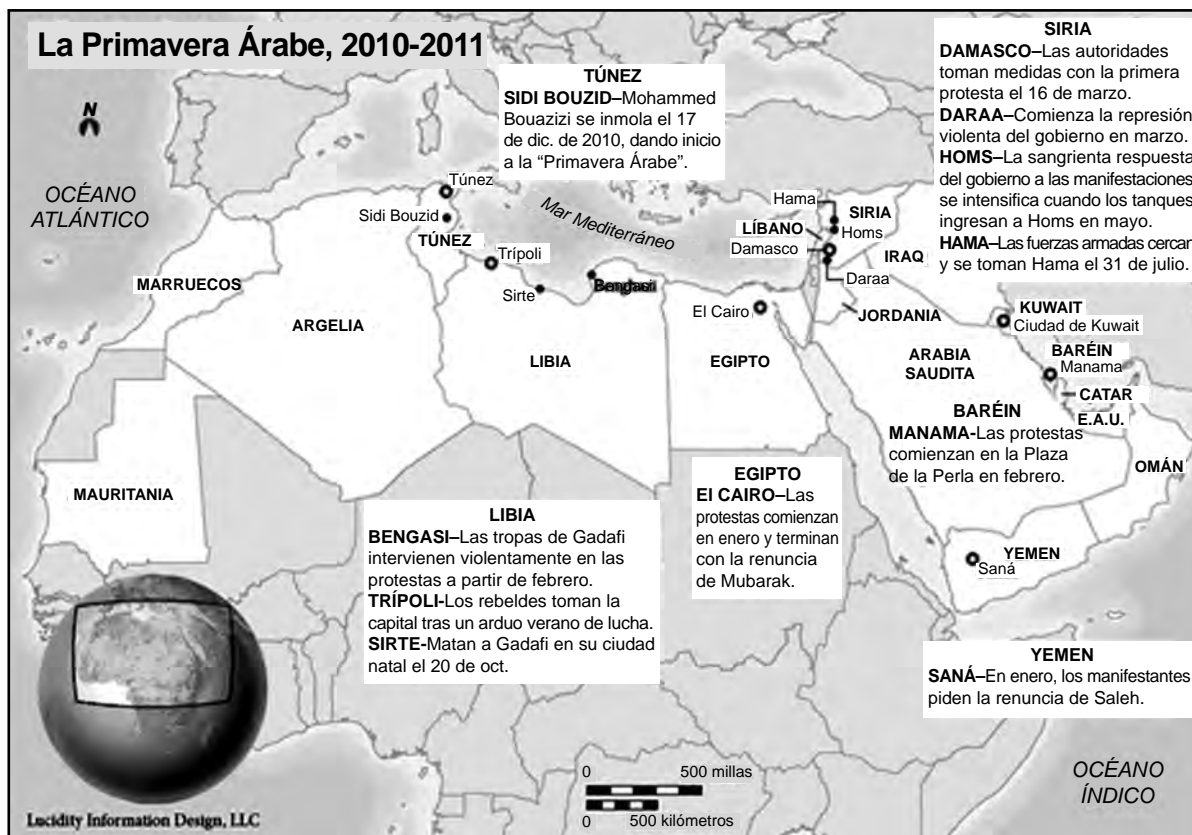 La Primavera Árabe, 2010-2011
N
TÚNEZ
SIDI BOUZID–Mohammed
Bouazizi se inmola el 17
de dic. de 2010, dando inicio
a la “Primavera Árabe”.
SIRIA
DAMASCO–Las autoridades
toman medidas con la primera
protesta el 16 de marzo.
DARAA–Comienza la represión
violenta del gobierno en marzo.
HOMS–La sangrienta respuesta
del gobierno a las manifestaciones
se intensifica cuando los tanques
ingresan a Homs en mayo.
HAMA–Las fuerzas armadas cercan
y se toman Hama el 31 de julio.
OCÉANO
ATLÁNTICO
Túnez
Sidi Bouzid
TÚNEZ
Trípoli
Sirte
Bengasi
Mar Mediterráneo
Hama
SIRIA
Homs
LÍBANO
Damasco
IRAQ
Daraa
JORDANIA
El Cairo
MARRUECOS
ARGELIA
LIBIA
EGIPTO
KUWAIT
Ciudad de Kuwait
ARABIA
SAUDITA
BARÉIN
Manama
CATAR
E.A.U.
BARÉIN
MANAMA-Las protestas
comienzan en la Plaza
de la Perla en febrero.
OMÁN
MAURITANIA
EGIPTO
El CAIRO–Las
protestas comienzan
en enero y terminan
con la renuncia
de Mubarak.
LIBIA
BENGASI–Las tropas de Gadafi
intervienen violentamente en las
protestas a partir de febrero.
TRÍPOLI-Los rebeldes toman la
capital tras un arduo verano de lucha.
SIRTE-Matan a Gadafi en su ciudad
natal el 20 de oct.
YEMEN
Saná
YEMEN
SANÁ–En enero, los manifestantes
piden la renuncia de Saleh.
0 500 millas
0 500 kilómetros
OCÉANO
ÍNDICO
Lucidity Information Design, LLC